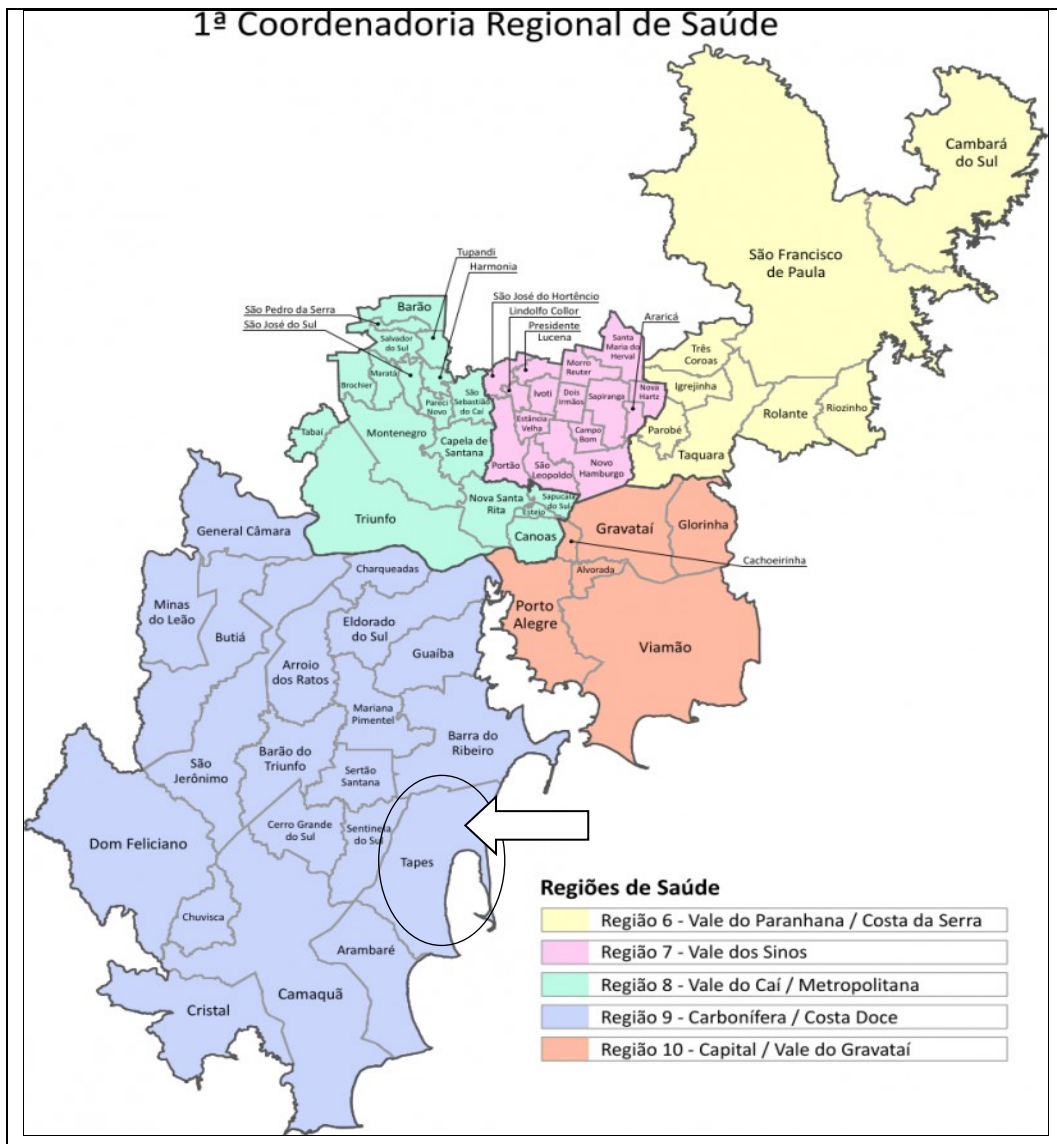 1ª Coordenadoria Regional de Saúde
Cambará
do Sul
São Francisco
de Paula
Tupandi
Harmonia
São Pedro da Serra
São José do Sul
Barão
São José do Hortêncio
Lindolfo Collor
Presidente
Lucena
Araricá
Salvador
do Sul
Santa
Maria do
Herval
Três
Coroas
Morro
Reuter
Maratá
Brochier
Pareci
Novo
São
Sebastião
do Caí
Ivoti
Dois
Irmãos
Sapiranga
Nova
Hartz
Igrejinha
Rolante
Riozinho
Tabaí
Montenegro
Capela de
Santana
Estância
Velha
Campo
Bom
Parobé
Taquara
Portão
São
Leopoldo
Novo
Hamburgo
Triunfo
Nova Santa
Rita
Sapucaia
do Sul
Esteio
Canoas
Gravataí
Glorinha
Cachoeirinha
Alvorada
General Câmara
Charqueadas
Porto
Alegre
Viamão
Minas
do Leão
Butiá
Eldorado
do Sul
Guaíba
Arroio
dos Ratos
Mariana
Pimentel
Barra do
Ribeiro
São
Jerônimo
Barão do
Triunfo
Sertão
Santana
Dom Feliciano
Cerro Grande
do Sul
Sentinela
do Sul
Tapes
Chuvisca
Arambaré
Cristal
Camaquã
Regiões de Saúde
Região 6 - Vale do Paranhana / Costa da Serra
Região 7 - Vale dos Sinos
Região 8 - Vale do Caí / Metropolitana
Região 9 - Carbonífera / Costa Doce
Região 10 - Capital / Vale do Gravataí